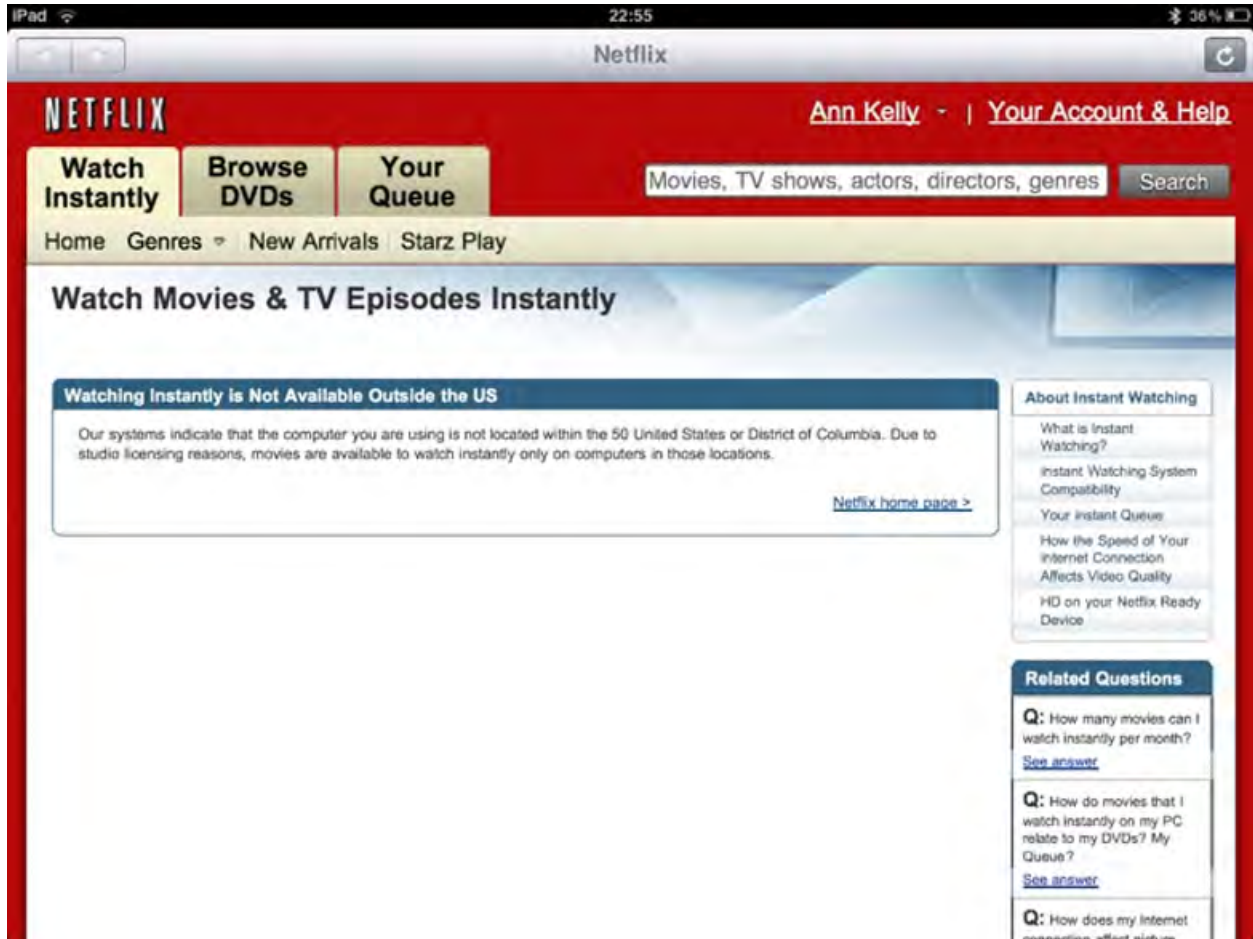 iPad 22:55 36%
Netflix
NETFLIX
Ann Kelly | Your Account & Help
Watch Instantly
Browse DVDs
Your Queue
Movies, TV shows, actors, directors, genres Search
Home Genres New Arrivals Starz Play
Watch Movies & TV Episodes Instantly
Watching Instantly is Not Available Outside the US
Our systems indicate that the computer you are using is not located within the 50 United States or District of Columbia. Due to
studio licensing reasons, movies are available to watch instantly only on computers in those locations.
Netflix home page >
About Instant Watching
What is Instant
Watching?
Instant Watching System
Compatibility
Your Instant Queue
How the Speed of Your
Internet Connection
Affects Video Quality
HD on your Netflix Ready
Device
Related Questions
Q: How many movies can I
watch instantly per month?
See answer
Q: How do movies that I
watch instantly on my PC
relate to my DVDs? My
Queue?
See answer
Q: How does my Internet